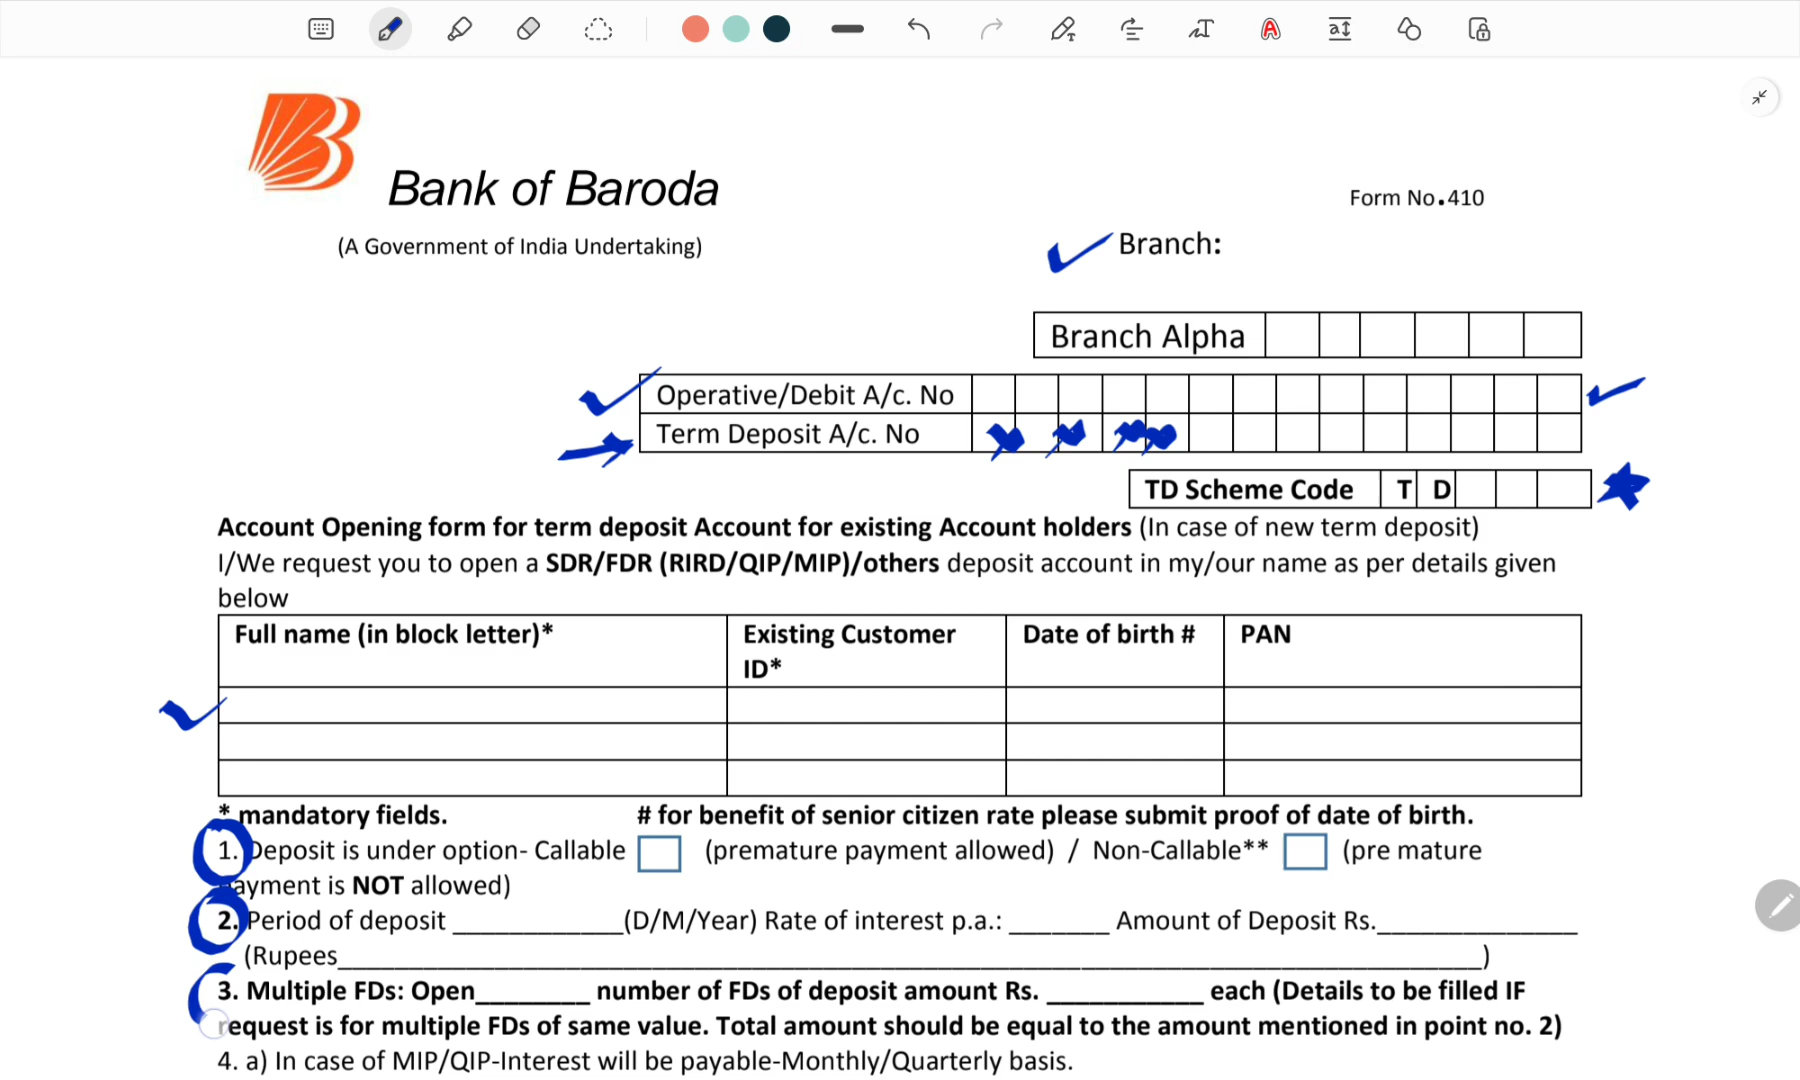 Bank of Baroda
Form No.410
(A Government of India Undertaking)
Branch:
Branch Alpha
Operative/Debit A/c. No
Term Deposit A/c. No
TD Scheme Code T D
Account Opening form for term deposit Account for existing Account holders (In case of new term deposit)
I/We request you to open a SDR/FDR (RIRD/QIP/MIP)/others deposit account in my/our name as per details given
below
Full name (in block letter)* Existing Customer Date of birth # PAN
ID*
* mandatory fields. # for benefit of senior citizen rate please submit proof of date of birth.
1. Deposit is under option- Callable (premature payment allowed) / Non-Callable** (pre mature
payment is NOT allowed)
2. Period of deposit ____________(D/M/Year) Rate of interest p.a.: _______ Amount of Deposit Rs.______________
(Rupees________________________________________________________________________________)
3. Multiple FDs: Open________ number of FDs of deposit amount Rs. ___________ each (Details to be filled IF
request is for multiple FDs of same value. Total amount should be equal to the amount mentioned in point no. 2)
4. a) In case of MIP/QIP-Interest will be payable-Monthly/Quarterly basis.